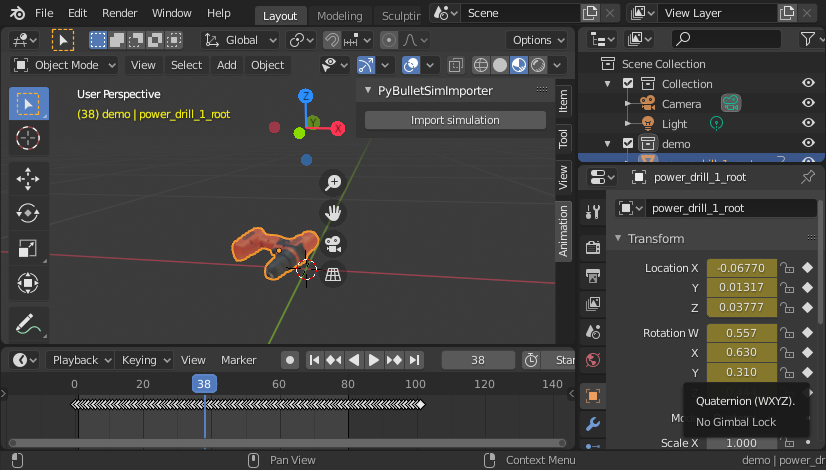 File Edit Render Window Help Layout Modeling Sculptin Scene View Layer
Global Options
Object Mode View Select Add Object
Scene Collection
Collection
Camera
Light
demo
User Perspective
(38) demo | power_drill_1_root
Z
Y
X
PyBulletSimImporter
Import simulation
Item
Tool
View
Animation
power_drill_1_root
power_drill_1_root
Transform
Location X -0.06770
Y 0.01317
Z 0.03777
Rotation W 0.557
X 0.630
Y 0.310
Quaternion (WXYZ).
No Gimbal Lock
Scale X 1.000
Playback Keying View Marker 38 Star
0 20 38 60 80 100 120 140
Pan View Context Menu demo | power_dr